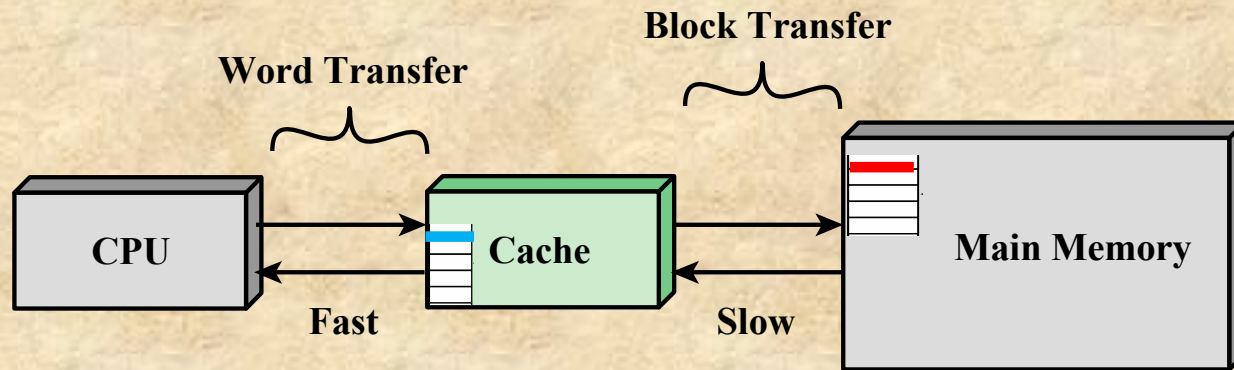 Block Transfer
Word Transfer
CPU
Cache
Main Memory
Fast
Slow